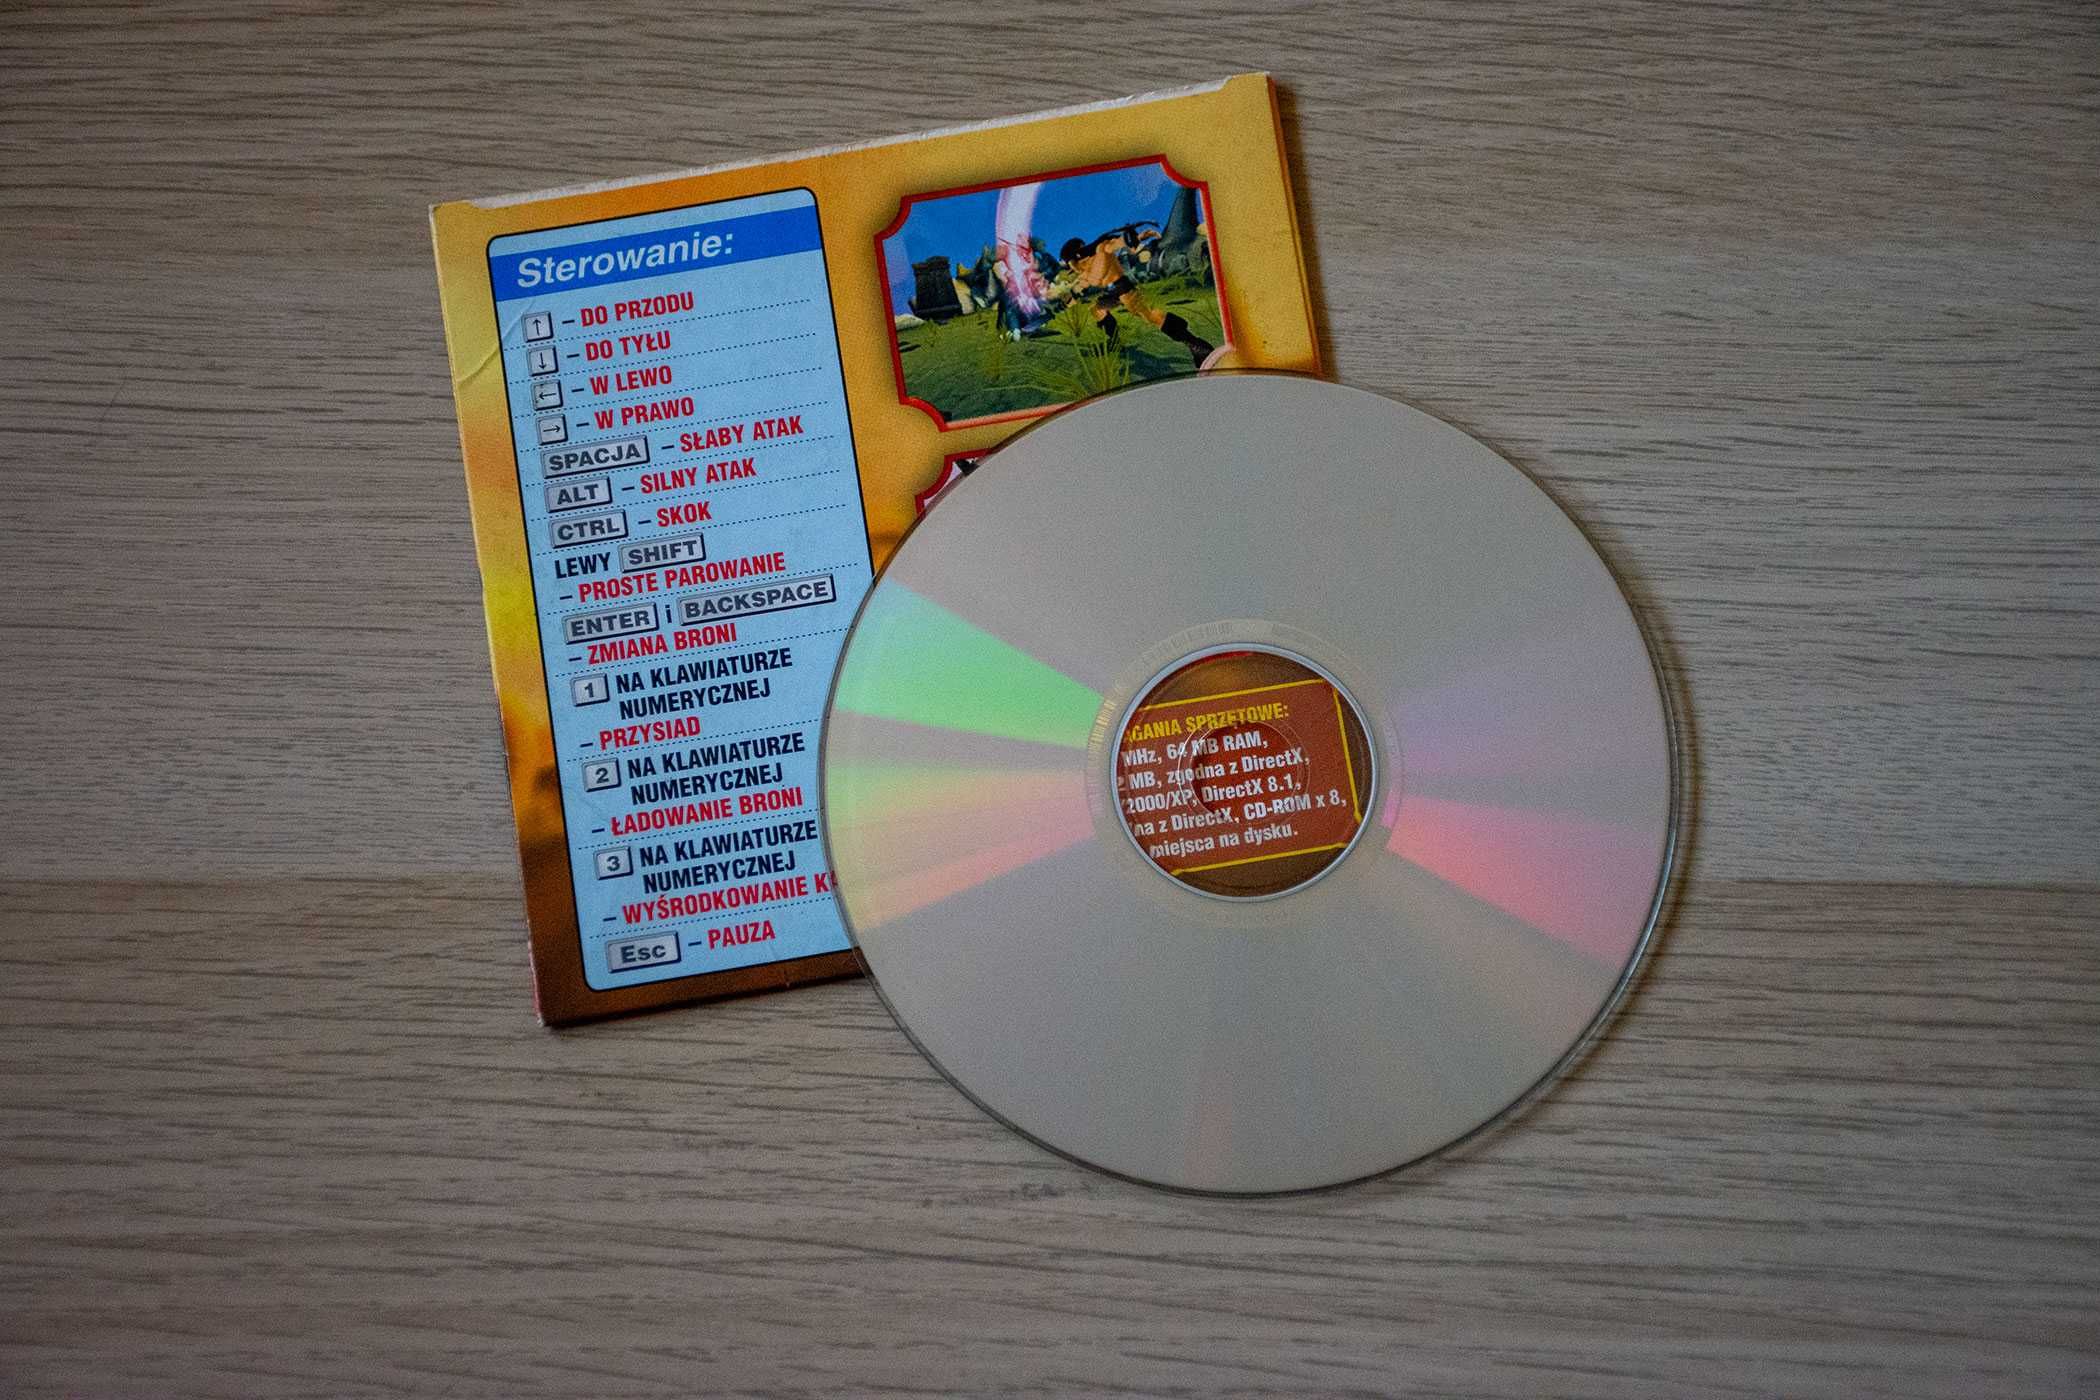 Sterowanie:
↑ – DO PRZODU
↓ – DO TYŁU
← – W LEWO
→ – W PRAWO
SPACJA – SŁABY ATAK
ALT – SILNY ATAK
CTRL – SKOK
LEWY SHIFT
– PROSTE PAROWANIE
ENTER i BACKSPACE
– ZMIANA BRONI
1 NA KLAWIATURZE
NUMERYCZNEJ
– PRZYSIAD
2 NA KLAWIATURZE
NUMERYCZNEJ
– ŁADOWANIE BRONI
3 NA KLAWIATURZE
NUMERYCZNEJ
– WYŚRODKOWANIE
Esc – PAUZA
AGANIA SPRZĘTOWE:
MHz, 64 MB RAM,
MB, zgodna z DirectX,
2000/XP, DirectX 8.1,
na z DirectX, CD-ROM x 8,
miejsca na dysku.